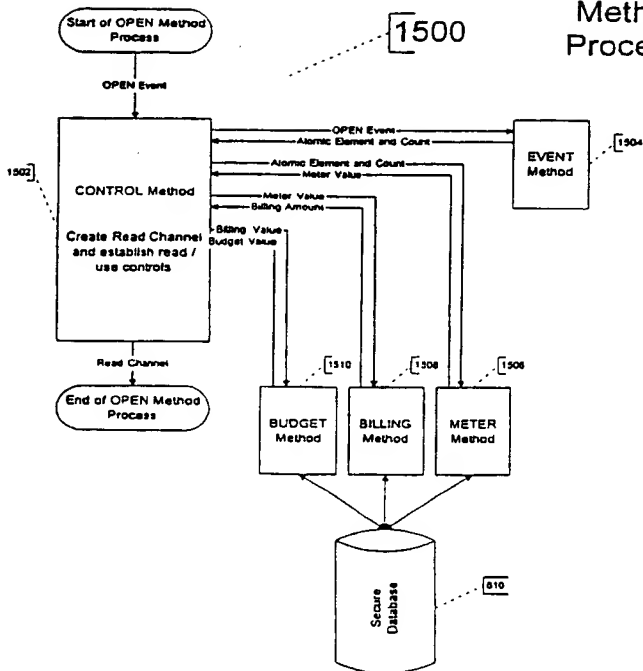 Start of OPEN Method
Process
1500
Meth
Proce
OPEN Event
OPEN Event
Atomic Element and Count
EVENT
Method
1504
1502
CONTROL Method
Create Read Channel
and establish read /
use controls
Atomic Element and Count
Meter Value
Meter Value
Billing Amount
Billing Value
Budget Value
Read Channel
End of OPEN Method
Process
1510
1508
1506
BUDGET
Method
BILLING
Method
METER
Method
Secure
Database
610